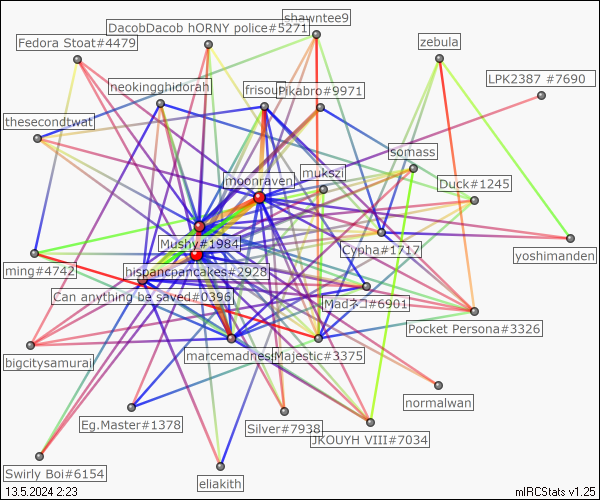 shawntee9
DacobDacob hORNY police#5271
Fedora Stoat#4479
zebula
LPK2387 #7690
neokingghidorah
frisou
Pikabro#9971
thesecondtwat
somass
mukszi
moonraven
Duck#1245
Mushy#1984
Cypha#1717
yoshimanden
ming#4742
hispancpancakes#2928
Can anything be saved#0396
Madネコ#6901
Pocket Persona#3326
bigcitysamurai
marcemadness
Majestic#3375
normalwan
Eg.Master#1378
Silver#7938
JKOUYH VIII#7034
Swirly Boi#6154
eliakith
13.5.2024 2:23
mIRCStats v1.25